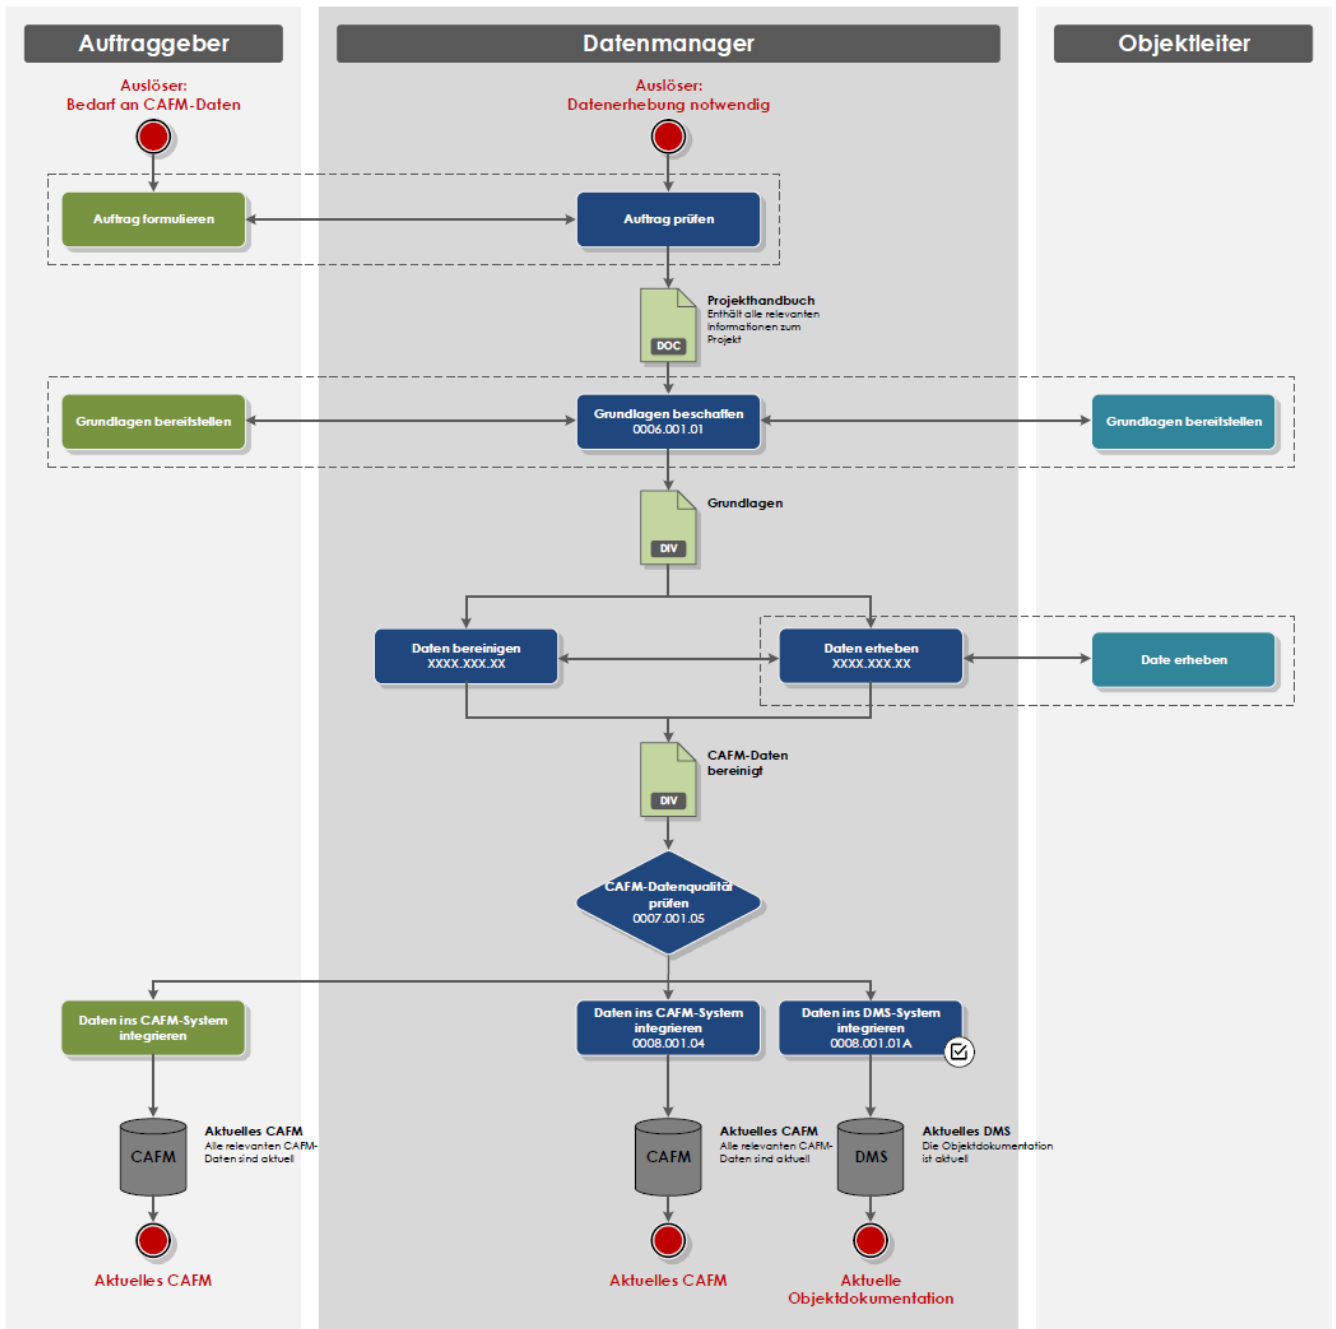 Auftraggeber
Datenmanager
Objektleiter
Auslöser:
Bedarf an CAFM-Daten
Auslöser:
Datenerhebung notwendig
Auftrag formulieren
Auftrag prüfen
Projekthandbuch
Enthält alle relevanten
Informationen zum
Projekt
DOC
Grundlagen bereitstellen
Grundlagen beschaffen
0006.001.01
Grundlagen bereitstellen
Grundlagen
DIV
Daten bereinigen
XXXX.XXX.XX
Daten erheben
XXXX.XXX.XX
Date erheben
CAFM-Daten
bereinigt
DIV
CAFM-Datenqualität
prüfen
0007.001.05
Daten ins CAFM-System
integrieren
Daten ins CAFM-System
integrieren
0008.001.04
Daten ins DMS-System
integrieren
0008.001.01A
CAFM
Aktuelles CAFM
Alle relevanten CAFM-
Daten sind aktuell
CAFM
Aktuelles CAFM
Alle relevanten CAFM-
Daten sind aktuell
DMS
Aktuelles DMS
Die Objektdokumentation
ist aktuell
Aktuelles CAFM
Aktuelles CAFM
Aktuelle
Objektdokumentation